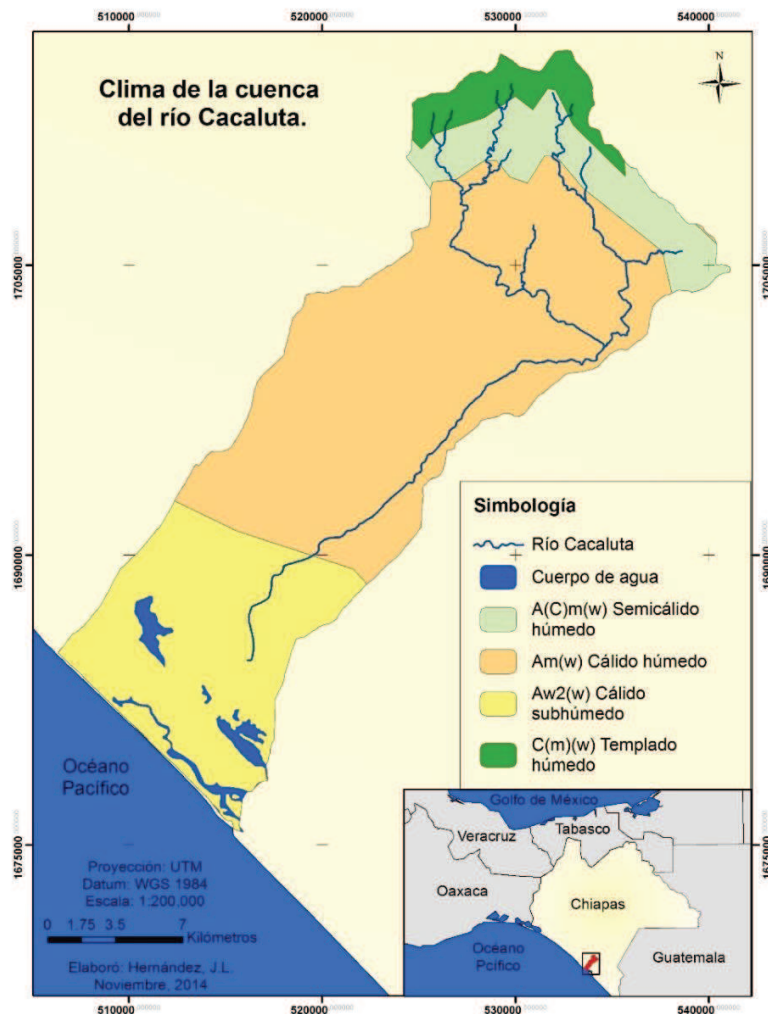 510000
520000
530000
540000
Clima de la cuenca
del río Cacaluta.
N
1705000
1705000
1690000
1690000
1675000
1675000
Simbología
Río Cacaluta
Cuerpo de agua
A(C)m(w) Semicálido
húmedo
Am(w) Cálido húmedo
Aw2(w) Cálido
subhúmedo
C(m)(w) Templado
húmedo
Océano
Pacífico
Proyección: UTM
Datum: WGS 1984
Escala: 1:200,000
0 1.75 3.5 7
Kilómetros
Elaboró: Hernández, J.L.
Noviembre, 2014
Golfo de México
Veracruz
Tabasco
Oaxaca
Chiapas
Océano
Pcífico
Guatemala
510000
520000
530000
540000